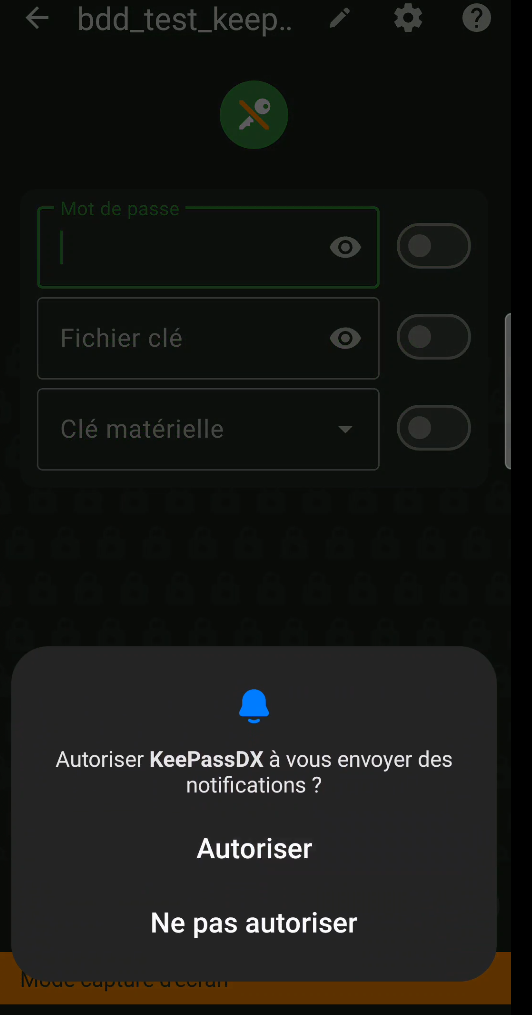 bdd_test_keep..
Mot de passe
Fichier clé
Clé matérielle
Autoriser KeePassDX à vous envoyer des
notifications ?
Autoriser
Ne pas autoriser
Mode capture d'écran